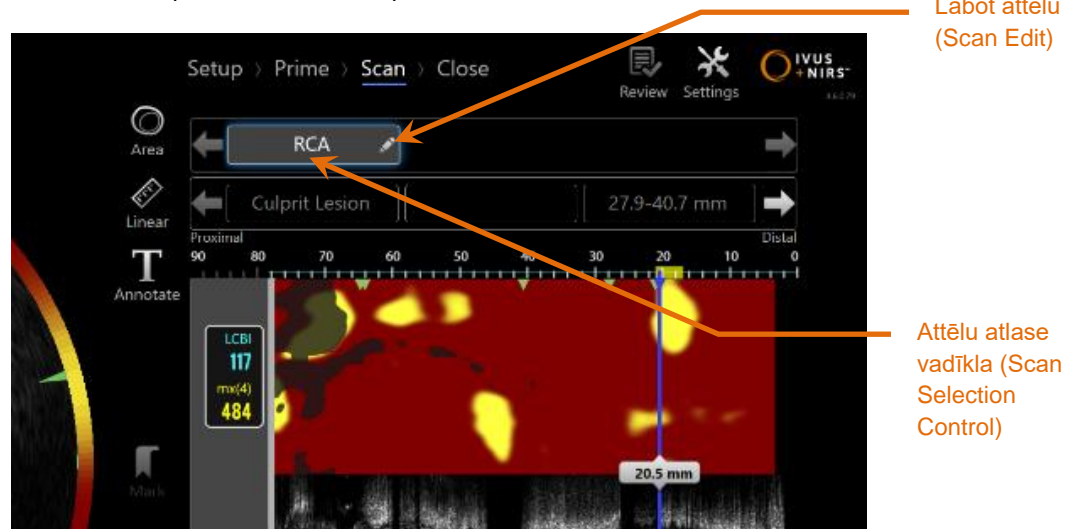 Labot attēlu
(Scan Edit)
Setup > Prime > Scan > Close
Review
Settings
IVUS
+NIRS
Area
RCA
Linear
Culprit Lesion
27.9-40.7 mm
Proximal
Distal
90 80 70 60 50 40 30 20 10 0
T
Annotate
LCBI
117
mx(4)
484
20.5 mm
Mark
Attēlu atlase
vadīkla (Scan
Selection
Control)